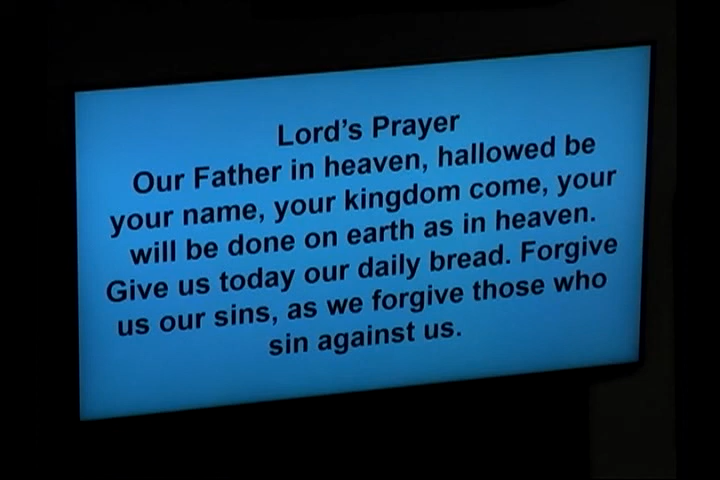 Lord's Prayer
Our Father in heaven, hallowed be
your name, your kingdom come, your
will be done on earth as in heaven.
Give us today our daily bread. Forgive
us our sins, as we forgive those who
sin against us.